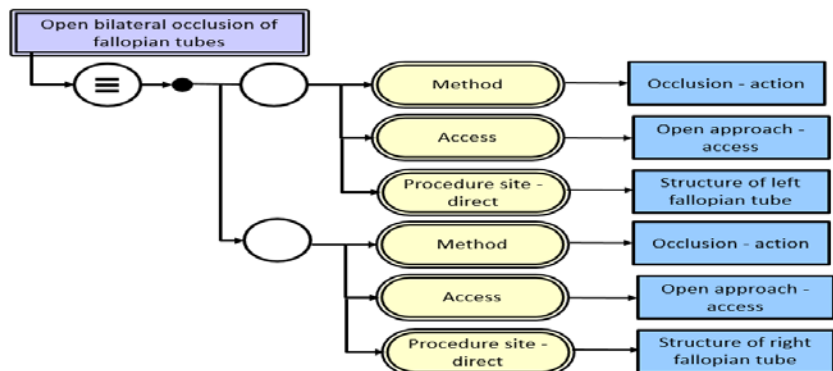 Open bilateral occlusion of
fallopian tubes
Method
Occlusion - action
Access
Open approach -
access
Procedure site -
direct
Structure of left
fallopian tube
Method
Occlusion - action
Access
Open approach -
access
Procedure site -
direct
Structure of right
fallopian tube